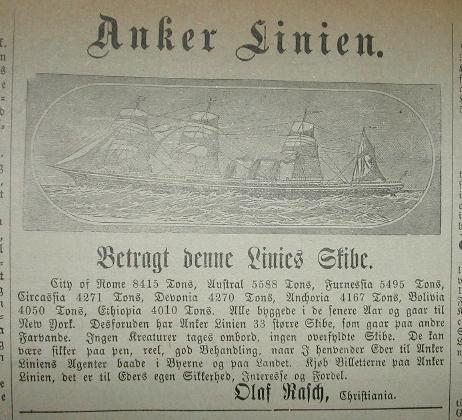 Anker Linien.
Betragt denne Linies Skibe.
City of Rome 8415 Tons, Austral 5588 Tons, Furnessia 5495 Tons,
Circassia 4271 Tons, Devonia 4270 Tons, Anchoria 4167 Tons, Bolivia
4050 Tons, Ethiopia 4010 Tons. Alle byggede i de senere Aar og gaar til
New York. Desforuden har Anker Linien 33 større Skibe, som gaar paa andre
Farvande. Ingen Kreaturer tages ombord, ingen overfyldte Skibe. De kan
være sikker paa pen, reel, god Behandling, naar I henvender Eder til Anker
Liniens Agenter baade i Byerne og paa Landet. Kjøb Billetterne paa Anker
Linien, det er til Eders egen Sikkerhed, Interesse og Fordel.
Olaf Rasch, Christiania.